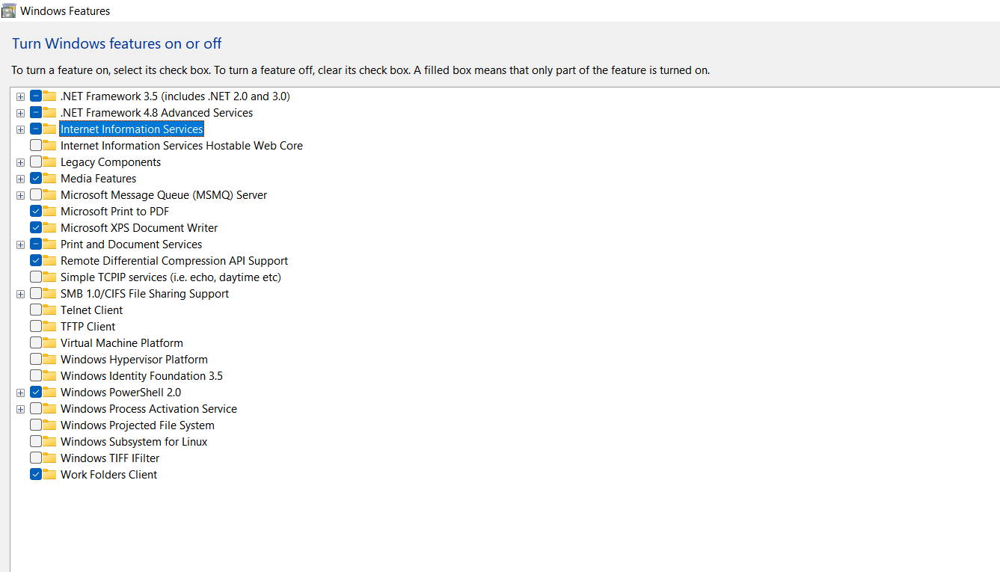 Windows Features
Turn Windows features on or off
To turn a feature on, select its check box. To turn a feature off, clear its check box. A filled box means that only part of the feature is turned on.
.NET Framework 3.5 (includes .NET 2.0 and 3.0)
.NET Framework 4.8 Advanced Services
Internet Information Services
Internet Information Services Hostable Web Core
Legacy Components
Media Features
Microsoft Message Queue (MSMQ) Server
Microsoft Print to PDF
Microsoft XPS Document Writer
Print and Document Services
Remote Differential Compression API Support
Simple TCPIP services (i.e. echo, daytime etc)
SMB 1.0/CIFS File Sharing Support
Telnet Client
TFTP Client
Virtual Machine Platform
Windows Hypervisor Platform
Windows Identity Foundation 3.5
Windows PowerShell 2.0
Windows Process Activation Service
Windows Projected File System
Windows Subsystem for Linux
Windows TIFF IFilter
Work Folders Client